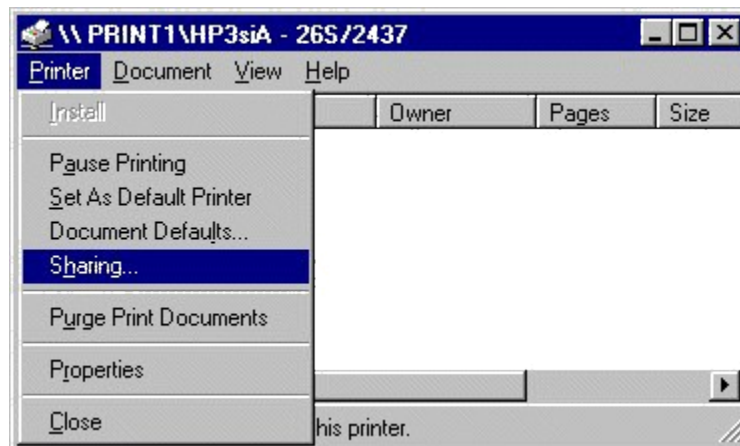 \\ PRINT1\HP3siA - 26S/2437
Printer Document View Help
Install
Owner Pages Size
Pause Printing
Set As Default Printer
Document Defaults...
Sharing...
Purge Print Documents
Properties
Close
his printer.